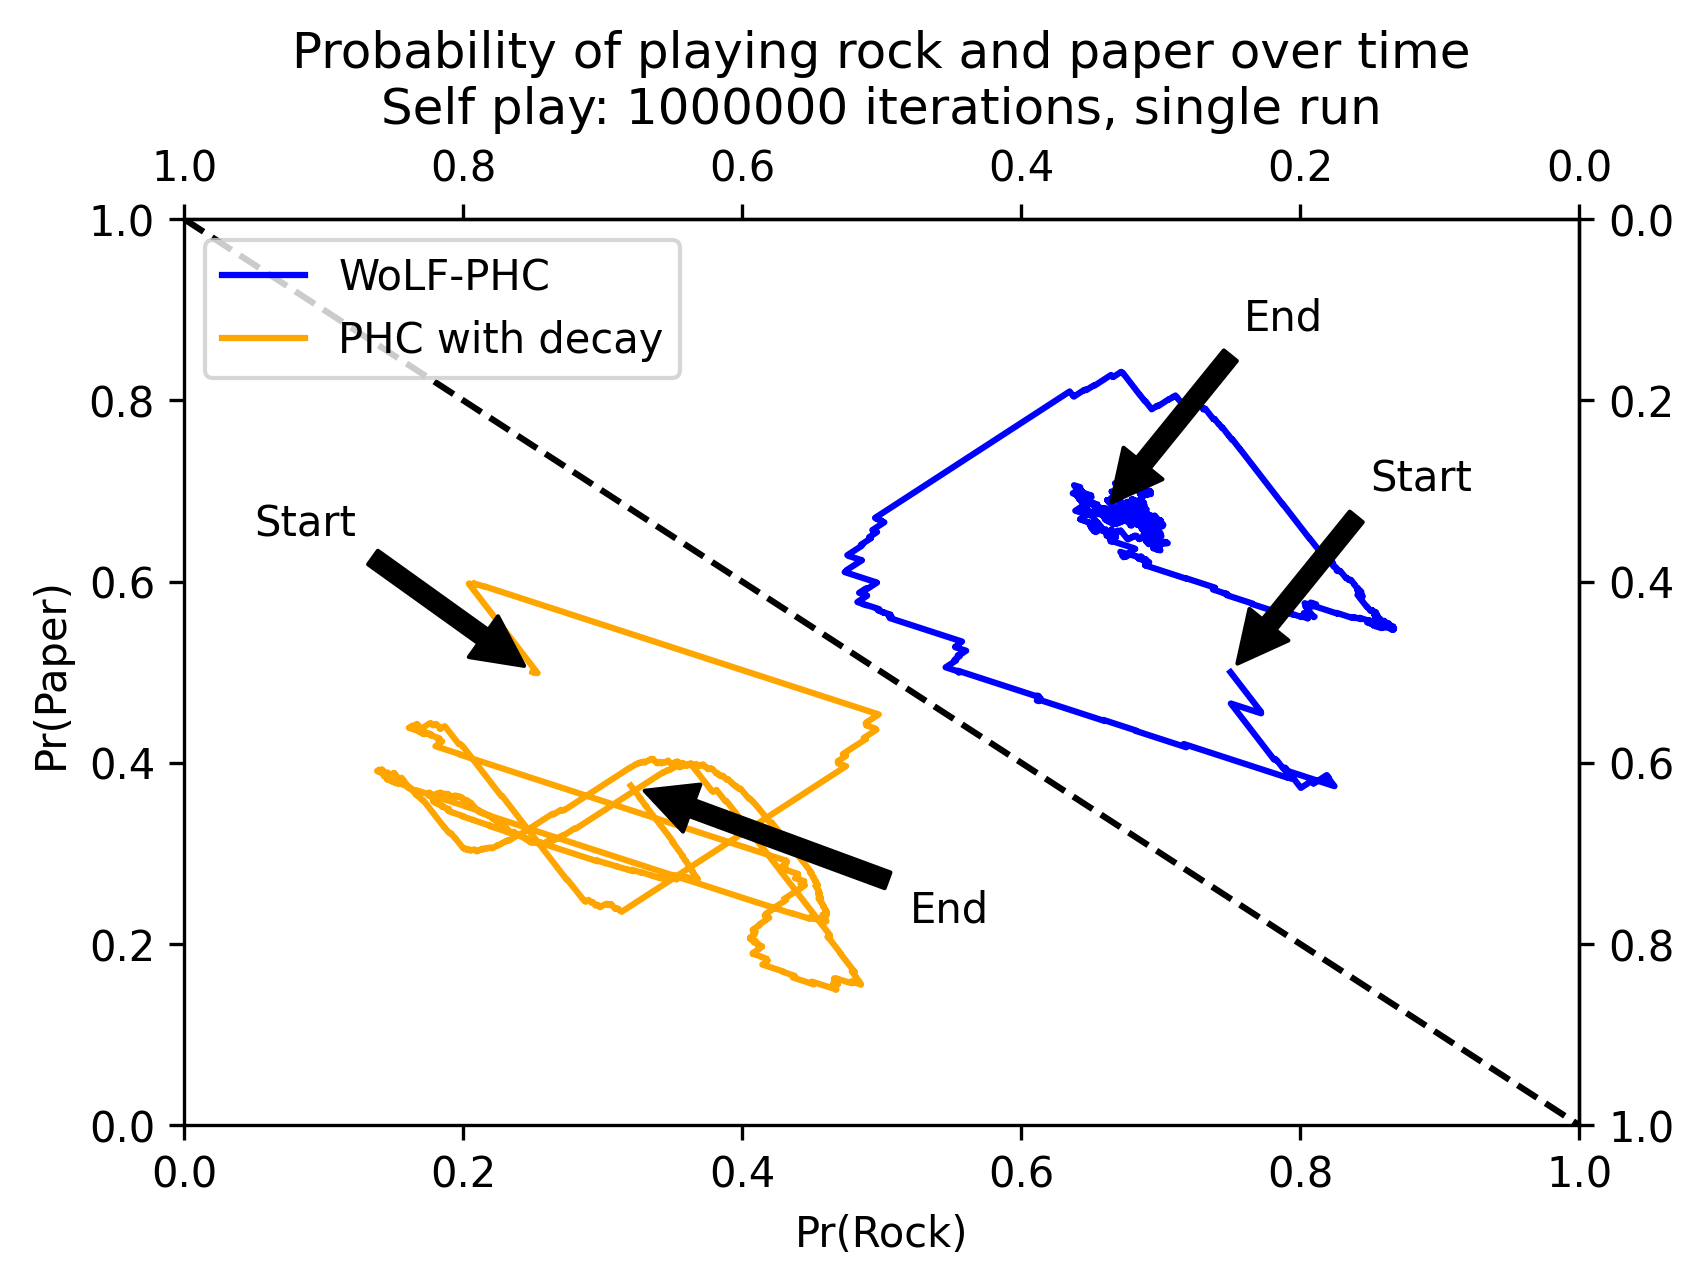 Probability of playing rock and paper over time
Self play: 1000000 iterations, single run
1.0 0.8 0.6 0.4 0.2 0.0
1.0 0.0
WoLF-PHC
End
PHC with decay
0.8 0.2
Start
Start
0.6 0.4
Pr(Paper)
0.4 0.6
End
0.2 0.8
0.0 1.0
0.0 0.2 0.4 0.6 0.8 1.0
Pr(Rock)